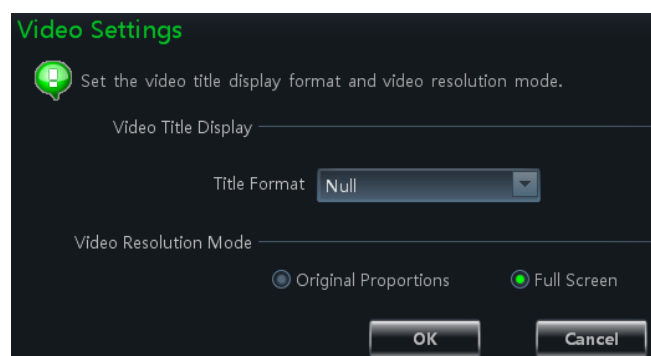 Video Settings
Set the video title display format and video resolution mode.
Video Title Display
Title Format Null
Video Resolution Mode
Original Proportions Full Screen
OK Cancel